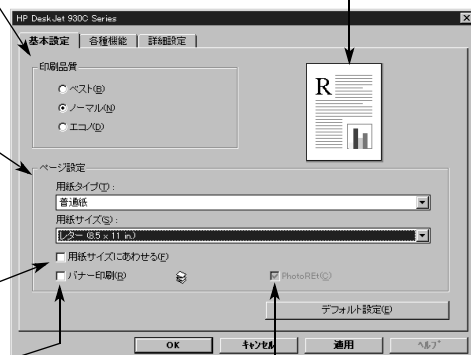 HP DeskJet 930C Series
基本設定 各種機能 詳細設定
印刷品質
ベスト(B)
ノーマル(N)
エコノ(D)
R
ページ設定
用紙タイプ(T):
普通紙
用紙サイズ(S):
レター (8.5 x 11 in.)
用紙サイズにあわせる(F)
バナー印刷(R) PhotoREt(C)
デフォルト設定(E)
OK キャンセル 適用 ヘルプ